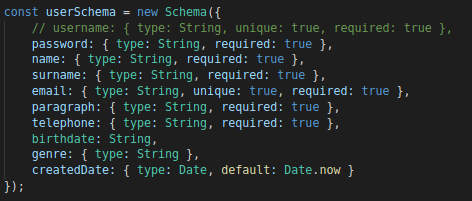 const userSchema = new Schema({
    // username: { type: String, unique: true, required: true },
    password: { type: String, required: true },
    name: { type: String, required: true },
    surname: { type: String, required: true },
    email: { type: String, unique: true, required: true },
    paragraph: { type: String, required: true },
    telephone: { type: String, required: true },
    birthdate: String,
    genre: { type: String },
    createdDate: { type: Date, default: Date.now }
});